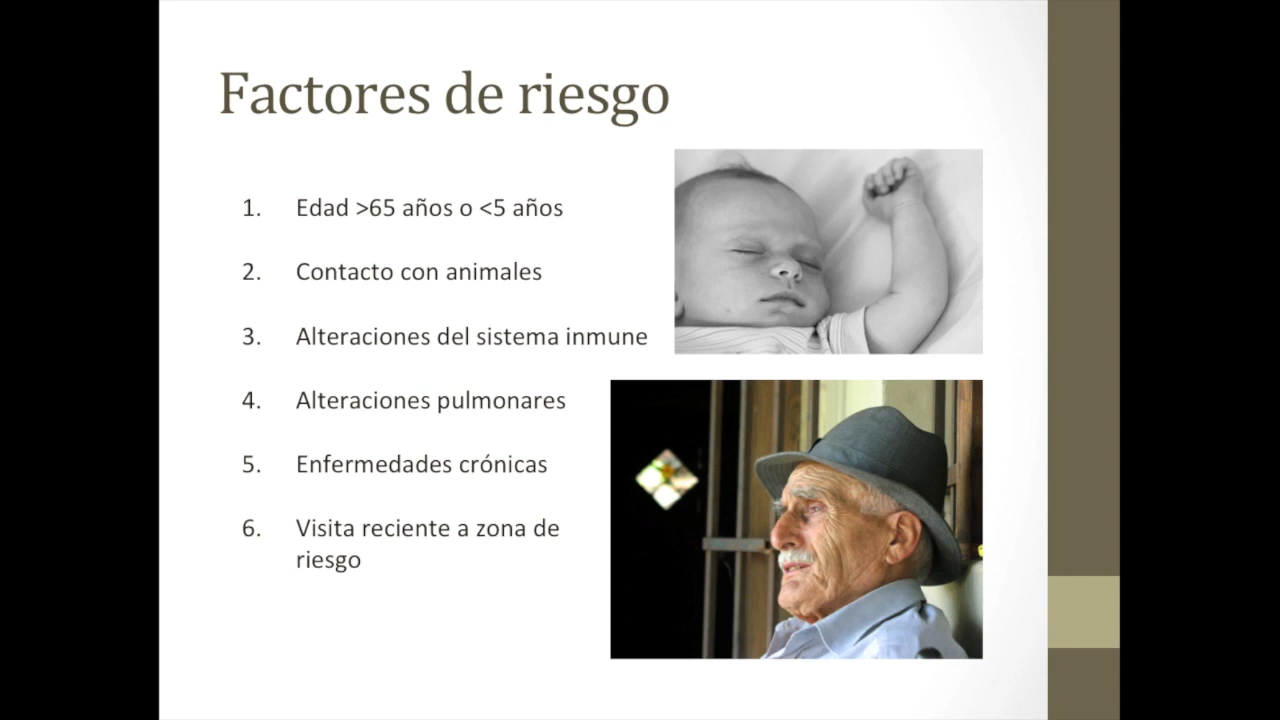 Factores de riesgo
1. Edad >65 años o <5 años
2. Contacto con animales
3. Alteraciones del sistema inmune
4. Alteraciones pulmonares
5. Enfermedades crónicas
6. Visita reciente a zona de
riesgo